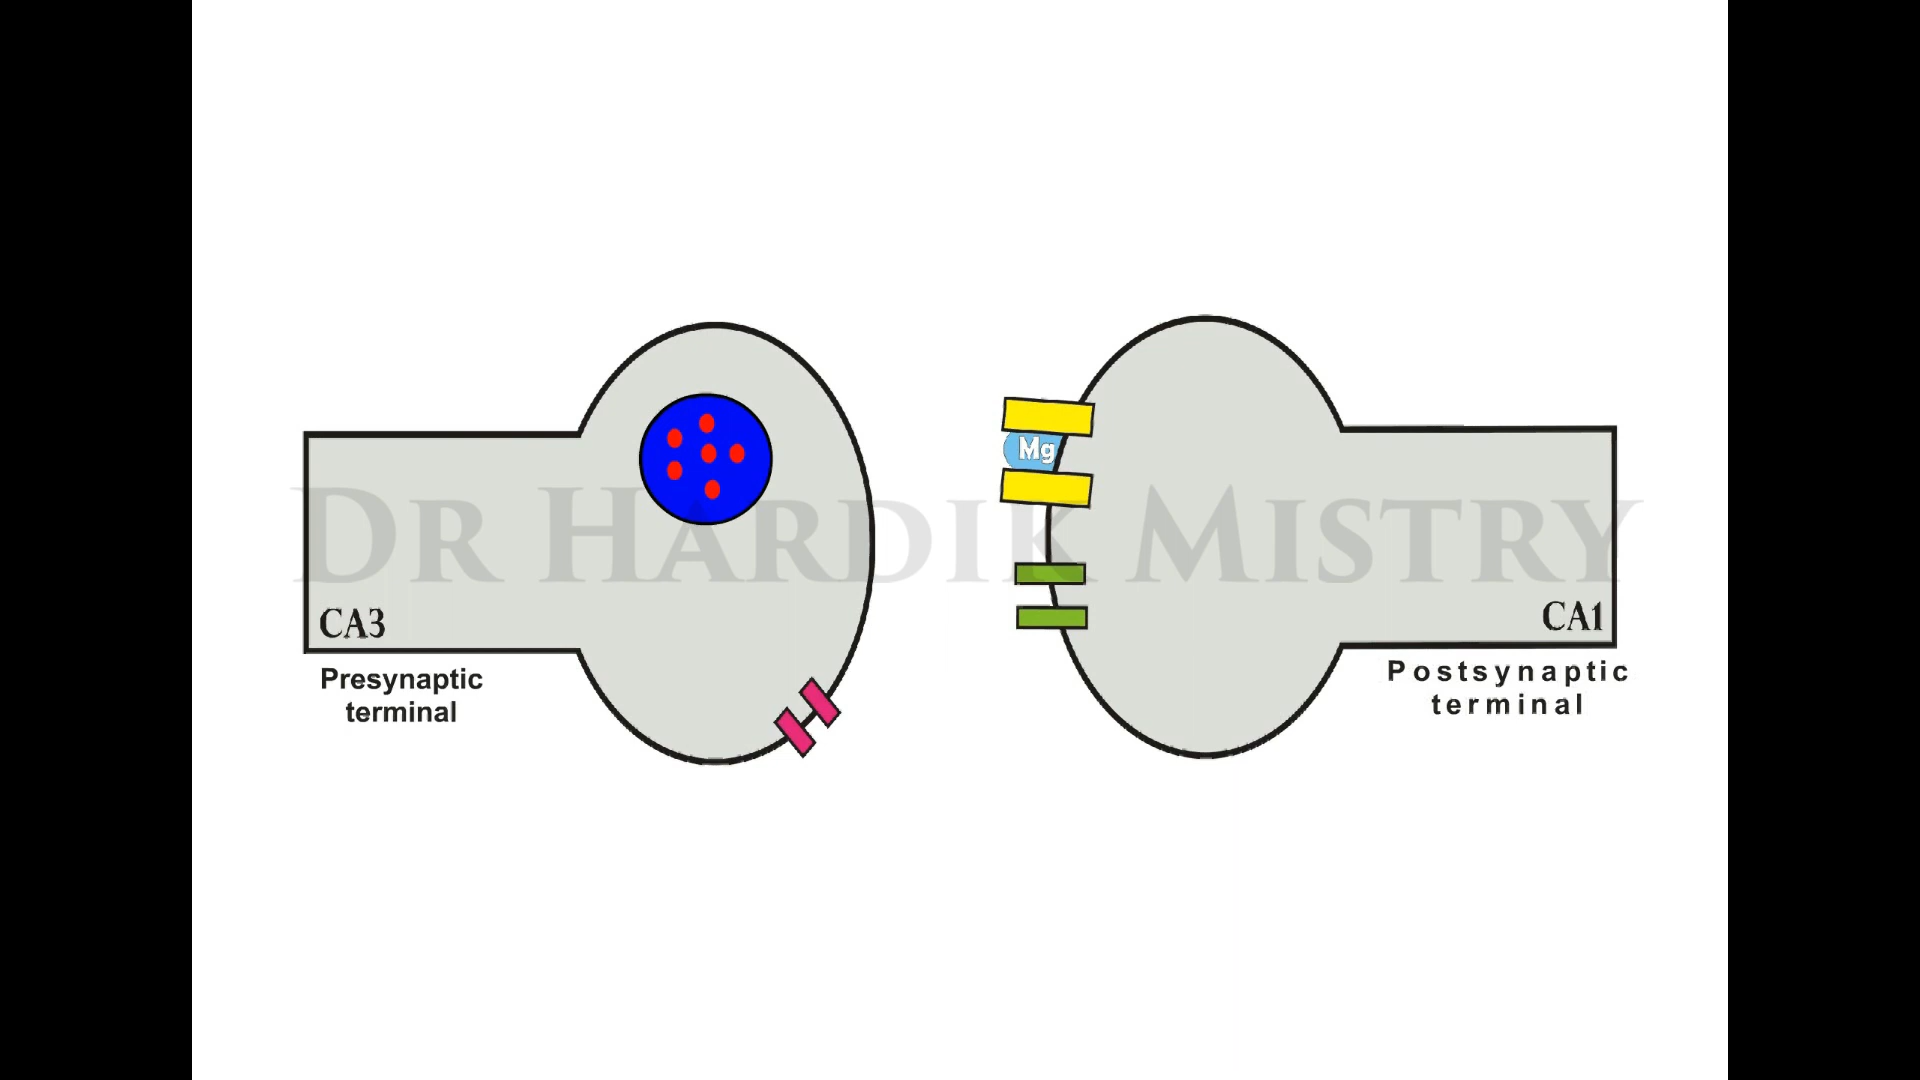 Mg
DR HARDIK MISTRY
CA3
CA1
Presynaptic
terminal
Postsynaptic
terminal